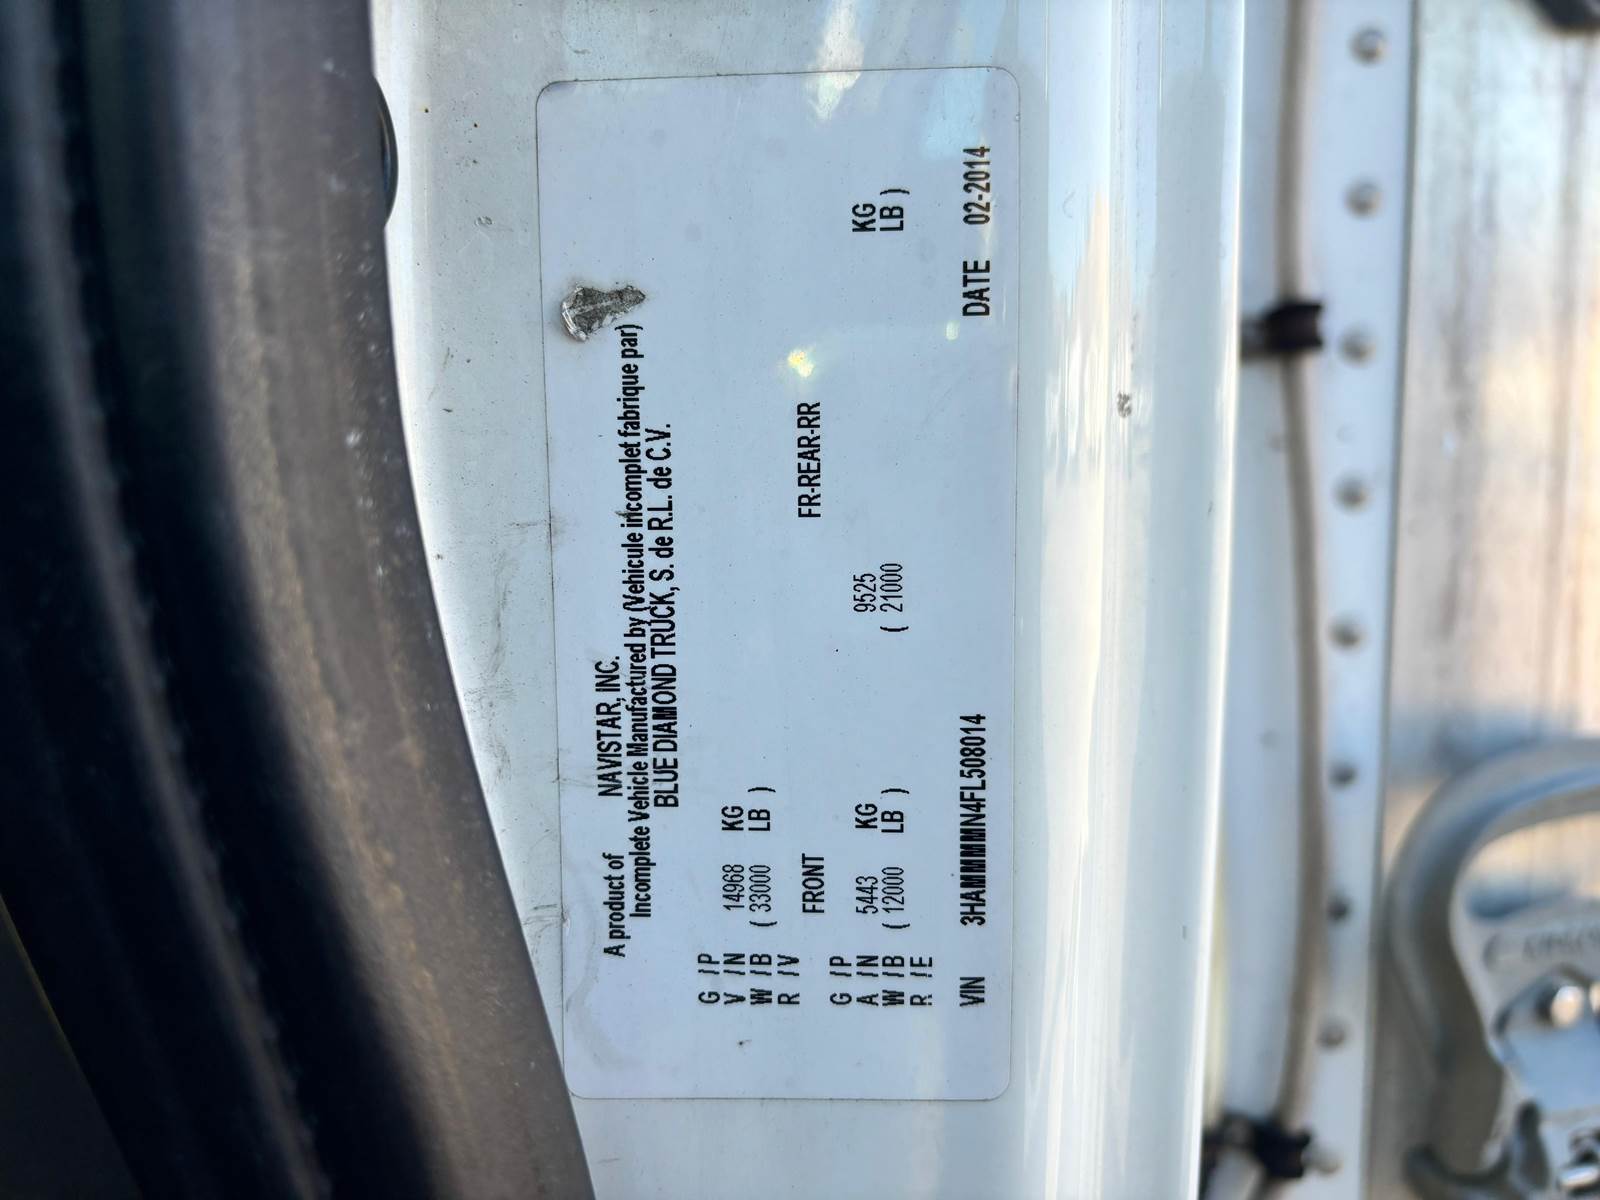 A product of NAVISTAR, INC.
Incomplete Vehicle Manufactured by (Vehicule incomplet fabrique par)
BLUE DIAMOND TRUCK, S. de R.L. de C.V.
G /P
V /N 14968 KG
W /B ( 33000 LB )
R /V
FRONT FR-REAR-RR
G /P
A /N 5443 KG 9525 KG
W /B ( 12000 LB ) ( 21000 LB )
R /E
VIN 3HAMMMMN4FL508014 DATE 02-2014